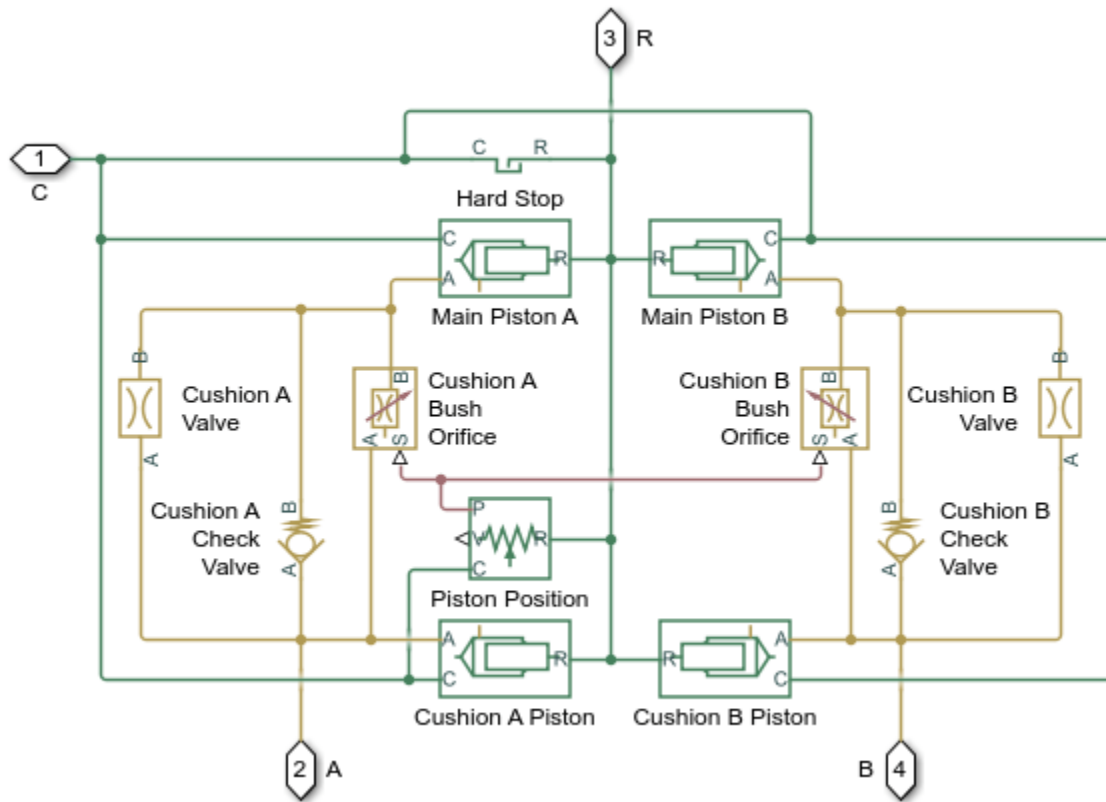 3 R
1
C
C R
Hard Stop
C
A
R
Main Piston A
R
C
A
Main Piston B
B
A
Cushion A
Valve
B
A S
Cushion A
Bush
Orifice
B
S A
Cushion B
Bush
Orifice
B
A
Cushion B
Valve
B
A
Cushion A
Check
Valve
P
V
C
R
Piston Position
B
A
Cushion B
Check
Valve
A
C
R
Cushion A Piston
R
A
C
Cushion B Piston
2 A
B 4